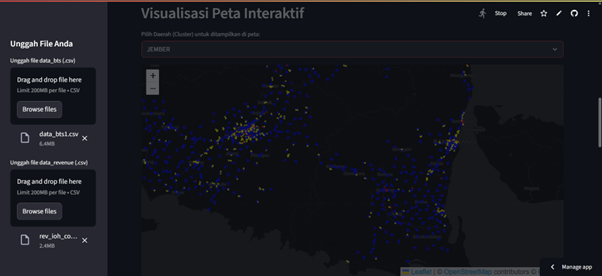 Visualisasi Peta Interaktif
Stop
Share
Unggah File Anda
Pilih Daerah (Cluster) untuk ditampilkan di peta:
Unggah file data_bts (.csv)
JEMBER
Drag and drop file here
Limit 200MB per file • CSV
+
−
Browse files
data_bts1.csv
6.4MB
Unggah file data_revenue (.csv)
Drag and drop file here
Limit 200MB per file • CSV
Browse files
rev_ioh_co...
2.4MB
Leaflet | © OpenStreetMap contributors ©
Manage app